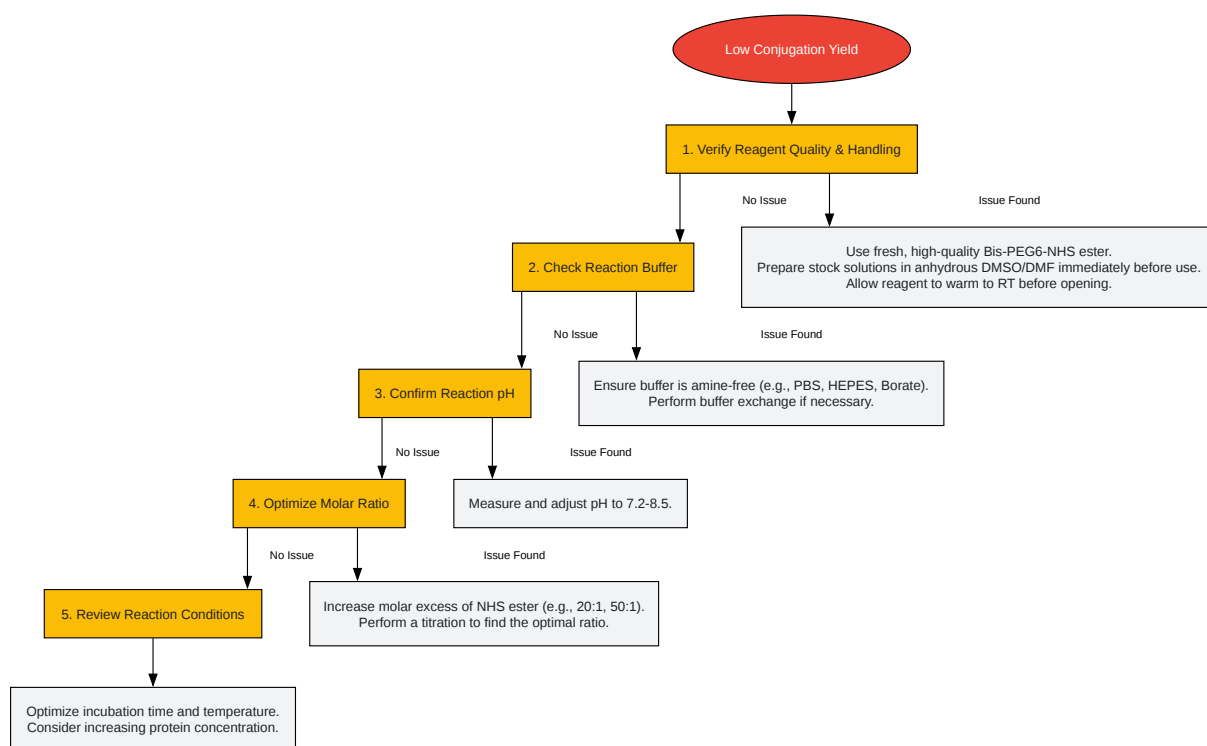 Low Conjugation Yield
1. Verify Reagent Quality & Handling
No Issue
Issue Found
Use fresh, high-quality Bis-PEG6-NHS ester.
Prepare stock solutions in anhydrous DMSO/DMF immediately before use.
Allow reagent to warm to RT before opening.
2. Check Reaction Buffer
No Issue
Issue Found
Ensure buffer is amine-free (e.g., PBS, HEPES, Borate).
Perform buffer exchange if necessary.
3. Confirm Reaction pH
No Issue
Issue Found
Measure and adjust pH to 7.2-8.5.
4. Optimize Molar Ratio
No Issue
Issue Found
Increase molar excess of NHS ester (e.g., 20:1, 50:1).
Perform a titration to find the optimal ratio.
5. Review Reaction Conditions
Optimize incubation time and temperature.
Consider increasing protein concentration.